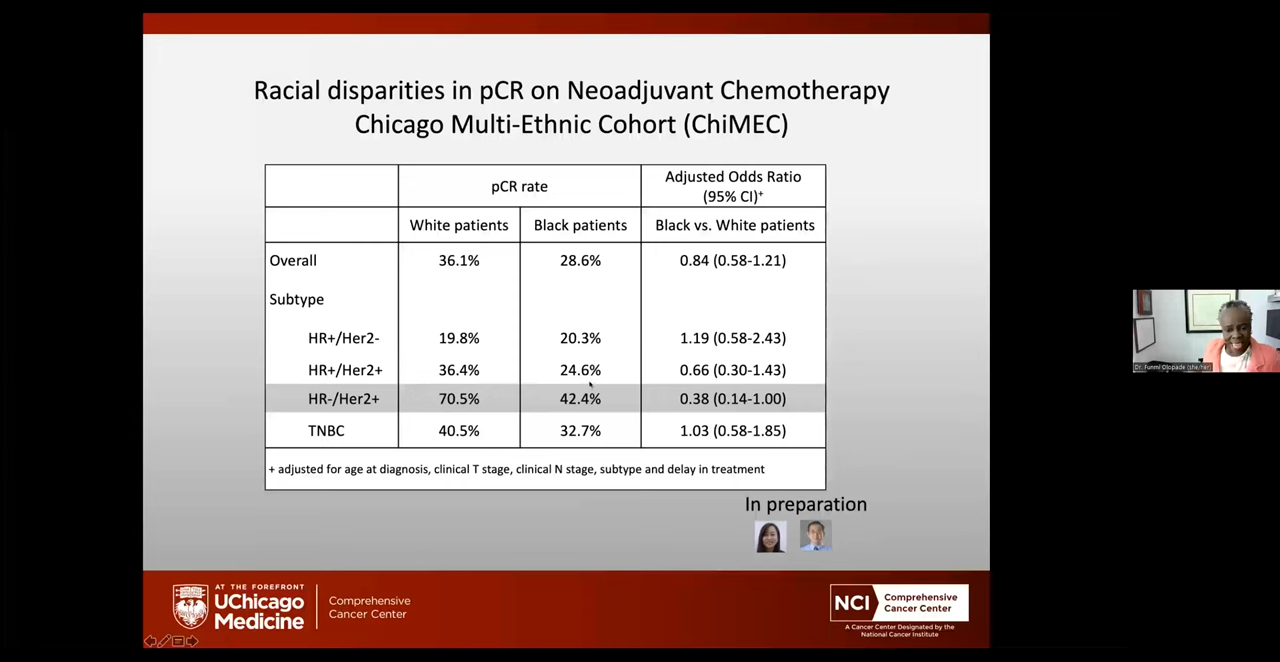 Racial disparities in pCR on Neoadjuvant Chemotherapy
Chicago Multi-Ethnic Cohort (ChiMEC)
pCR rate
Adjusted Odds Ratio
(95% CI)+
White patients Black patients Black vs. White patients
Overall 36.1% 28.6% 0.84 (0.58-1.21)
Subtype
HR+/Her2- 19.8% 20.3% 1.19 (0.58-2.43)
HR+/Her2+ 36.4% 24.6% 0.66 (0.30-1.43)
HR-/Her2+ 70.5% 42.4% 0.38 (0.14-1.00)
TNBC 40.5% 32.7% 1.03 (0.58-1.85)
+ adjusted for age at diagnosis, clinical T stage, clinical N stage, subtype and delay in treatment
In preparation
Dr. Funmi Olopade (she/her)
AT THE FOREFRONT
UChicago
Medicine
Comprehensive
Cancer Center
NCI
Comprehensive
Cancer Center
A Cancer Center Designated by the
National Cancer Institute